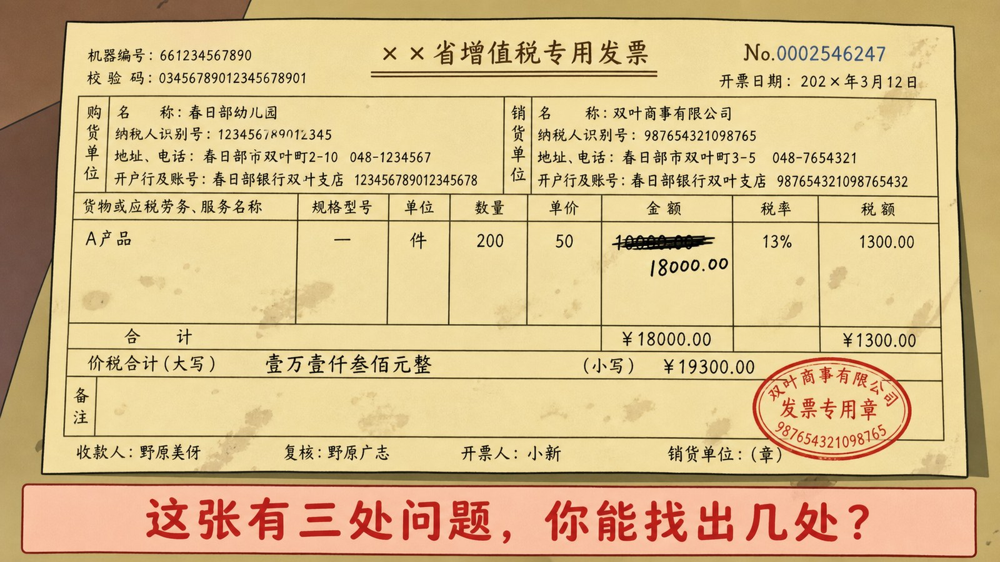 机器编号：661234567890
校验码：03456789012345678901
××省增值税专用发票
No.0002546247
开票日期：202×年3月12日
购货单位
名称：春日部幼儿园
纳税人识别号：123456789012345
地址、电话：春日部市双叶町2-10 048-1234567
开户行及账号：春日部银行双叶支店 123456789012345678
销货单位
名称：双叶商事有限公司
纳税人识别号：987654321098765
地址、电话：春日部市双叶町3-5 048-7654321
开户行及账号：春日部银行双叶支店 987654321098765432
货物或应税劳务、服务名称 规格型号 单位 数量 单价 金额 税率 税额
A产品 — 件 200 50 10000.00 13% 1300.00
18000.00
合计 ¥18000.00 ¥1300.00
价税合计（大写） 壹万壹仟叁佰元整 （小写） ¥19300.00
备注
双叶商事有限公司
发票专用章
987654321098765
收款人：野原美伢 复核：野原广志 开票人：小新 销货单位：（章）
这张有三处问题，你能找出几处？